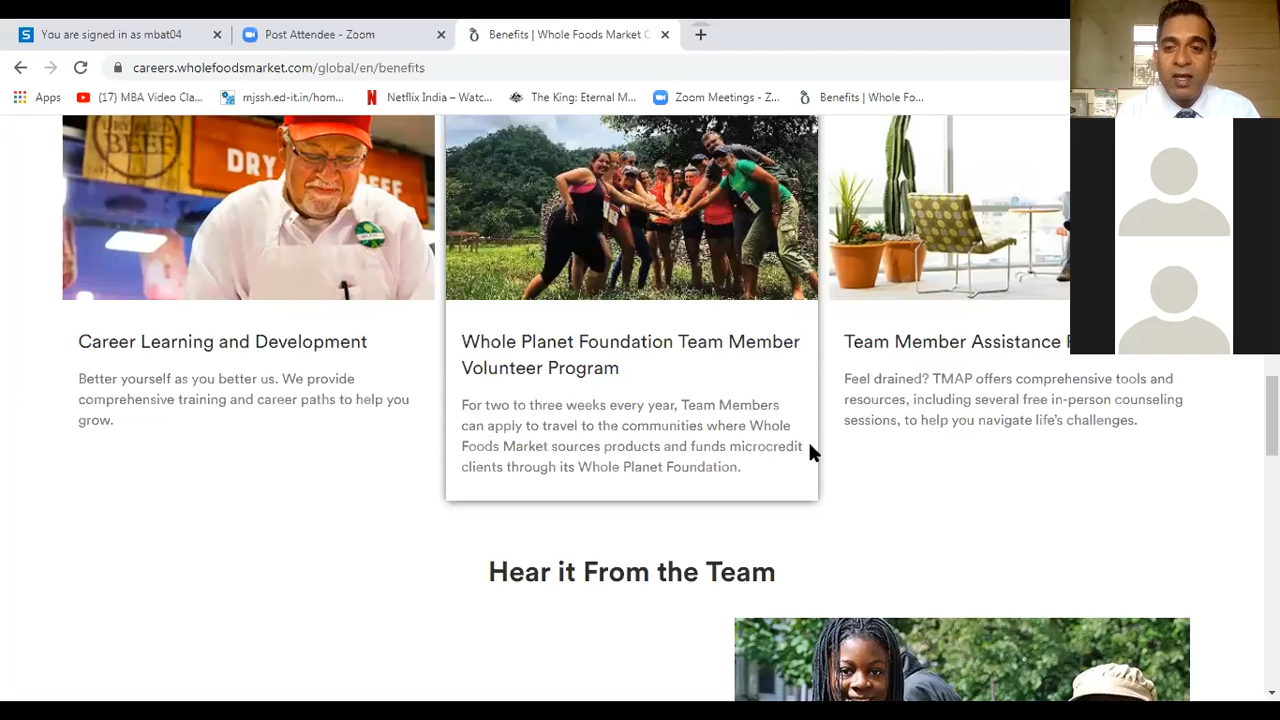 You are signed in as mbat04
Post Attendee - Zoom
Benefits | Whole Foods Market C
careers.wholefoodsmarket.com/global/en/benefits
Apps
(17) MBA Video Cla...
mjssh.ed-it.in/hom...
Netflix India – Watc...
The King: Eternal M...
Zoom Meetings - Z...
Benefits | Whole Fo...
BEEF
DRY
Career Learning and Development
Better yourself as you better us. We provide
comprehensive training and career paths to help you
grow.
Whole Planet Foundation Team Member
Volunteer Program
For two to three weeks every year, Team Members
can apply to travel to the communities where Whole
Foods Market sources products and funds microcredit
clients through its Whole Planet Foundation.
Team Member Assistance
Feel drained? TMAP offers comprehensive tools and
resources, including several free in-person counseling
sessions, to help you navigate life's challenges.
Hear it From the Team